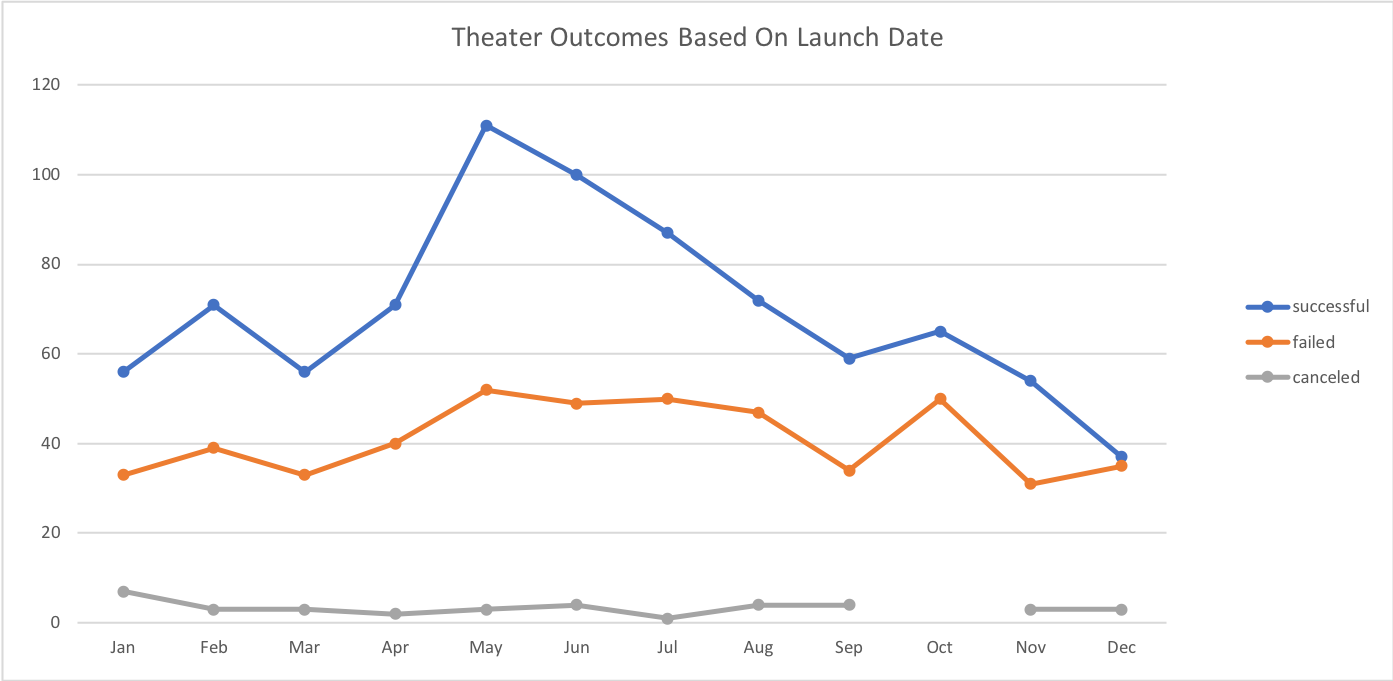 Theater Outcomes Based On Launch Date
120
100
80
60
40
20
0
Jan Feb Mar Apr May Jun Jul Aug Sep Oct Nov Dec
successful
failed
canceled